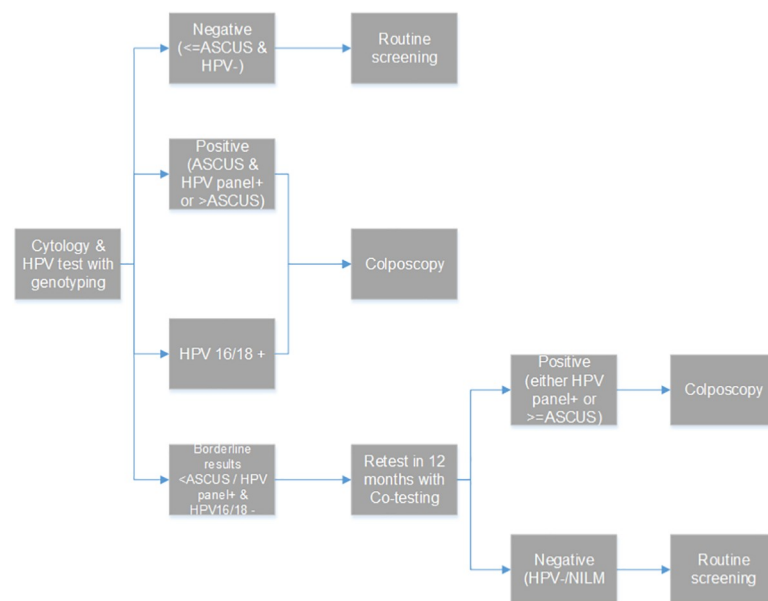 Cytology &
HPV test with
genotyping
Negative
(<=ASCUS &
HPV-)
Routine
screening
Positive
(ASCUS &
HPV panel+
or >ASCUS)
HPV 16/18 +
Colposcopy
Borderline
results
<ASCUS / HPV
panel+ &
HPV16/18 -
Retest in 12
months with
Co-testing
Positive
(either HPV
panel+ or
>=ASCUS)
Colposcopy
Negative
(HPV-/NILM
Routine
screening